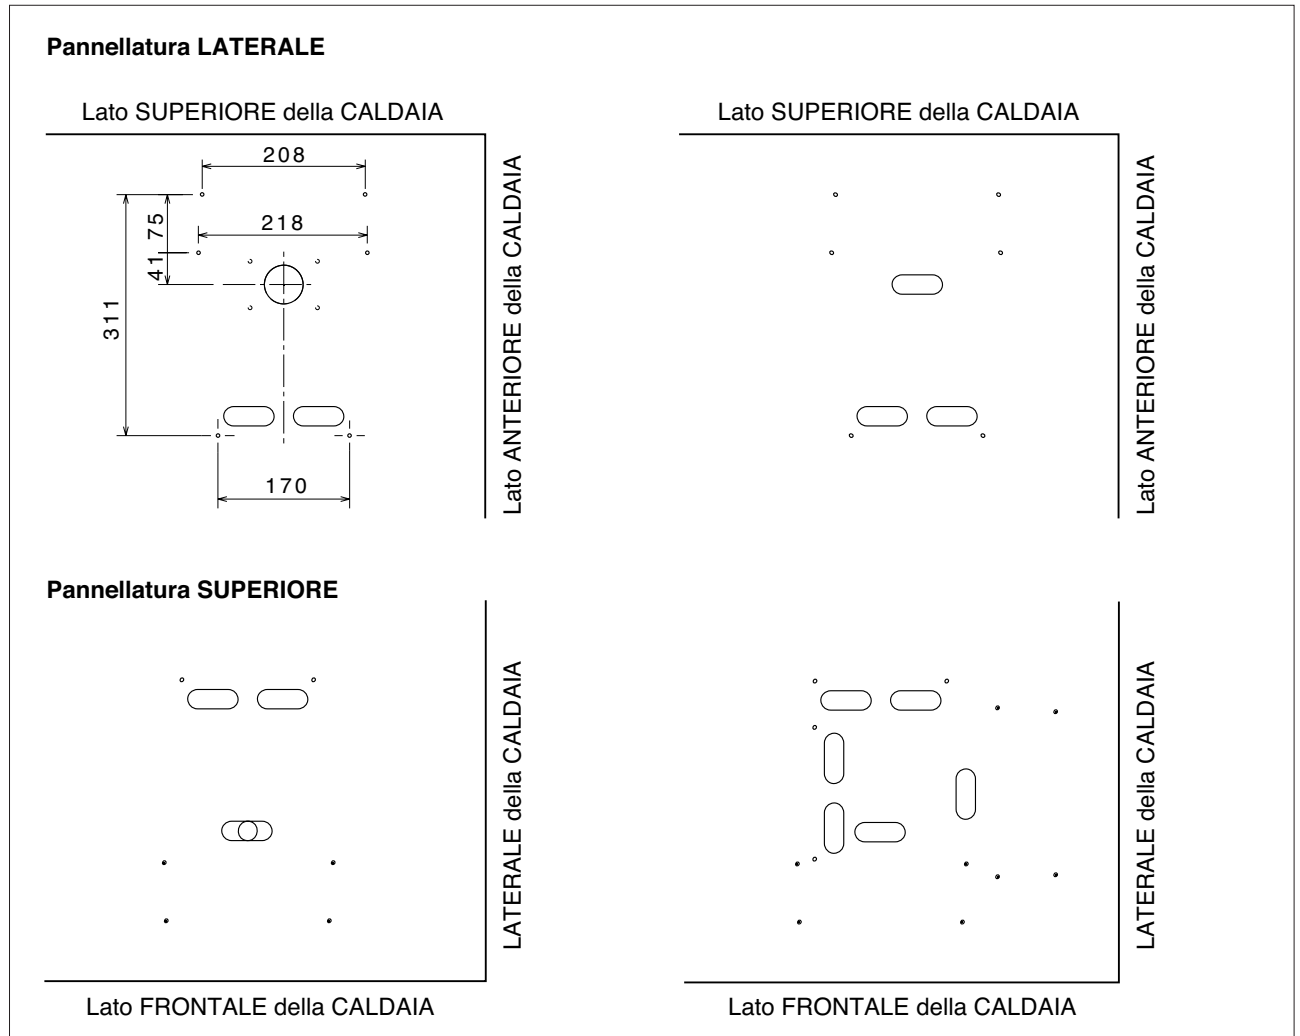 Pannellatura LATERALE
Lato SUPERIORE della CALDAIA
Lato SUPERIORE della CALDAIA
208
75
218
41
311
170
Lato ANTERIORE della CALDAIA
Lato ANTERIORE della CALDAIA
Pannellatura SUPERIORE
LATERALE della CALDAIA
LATERALE della CALDAIA
Lato FRONTALE della CALDAIA
Lato FRONTALE della CALDAIA